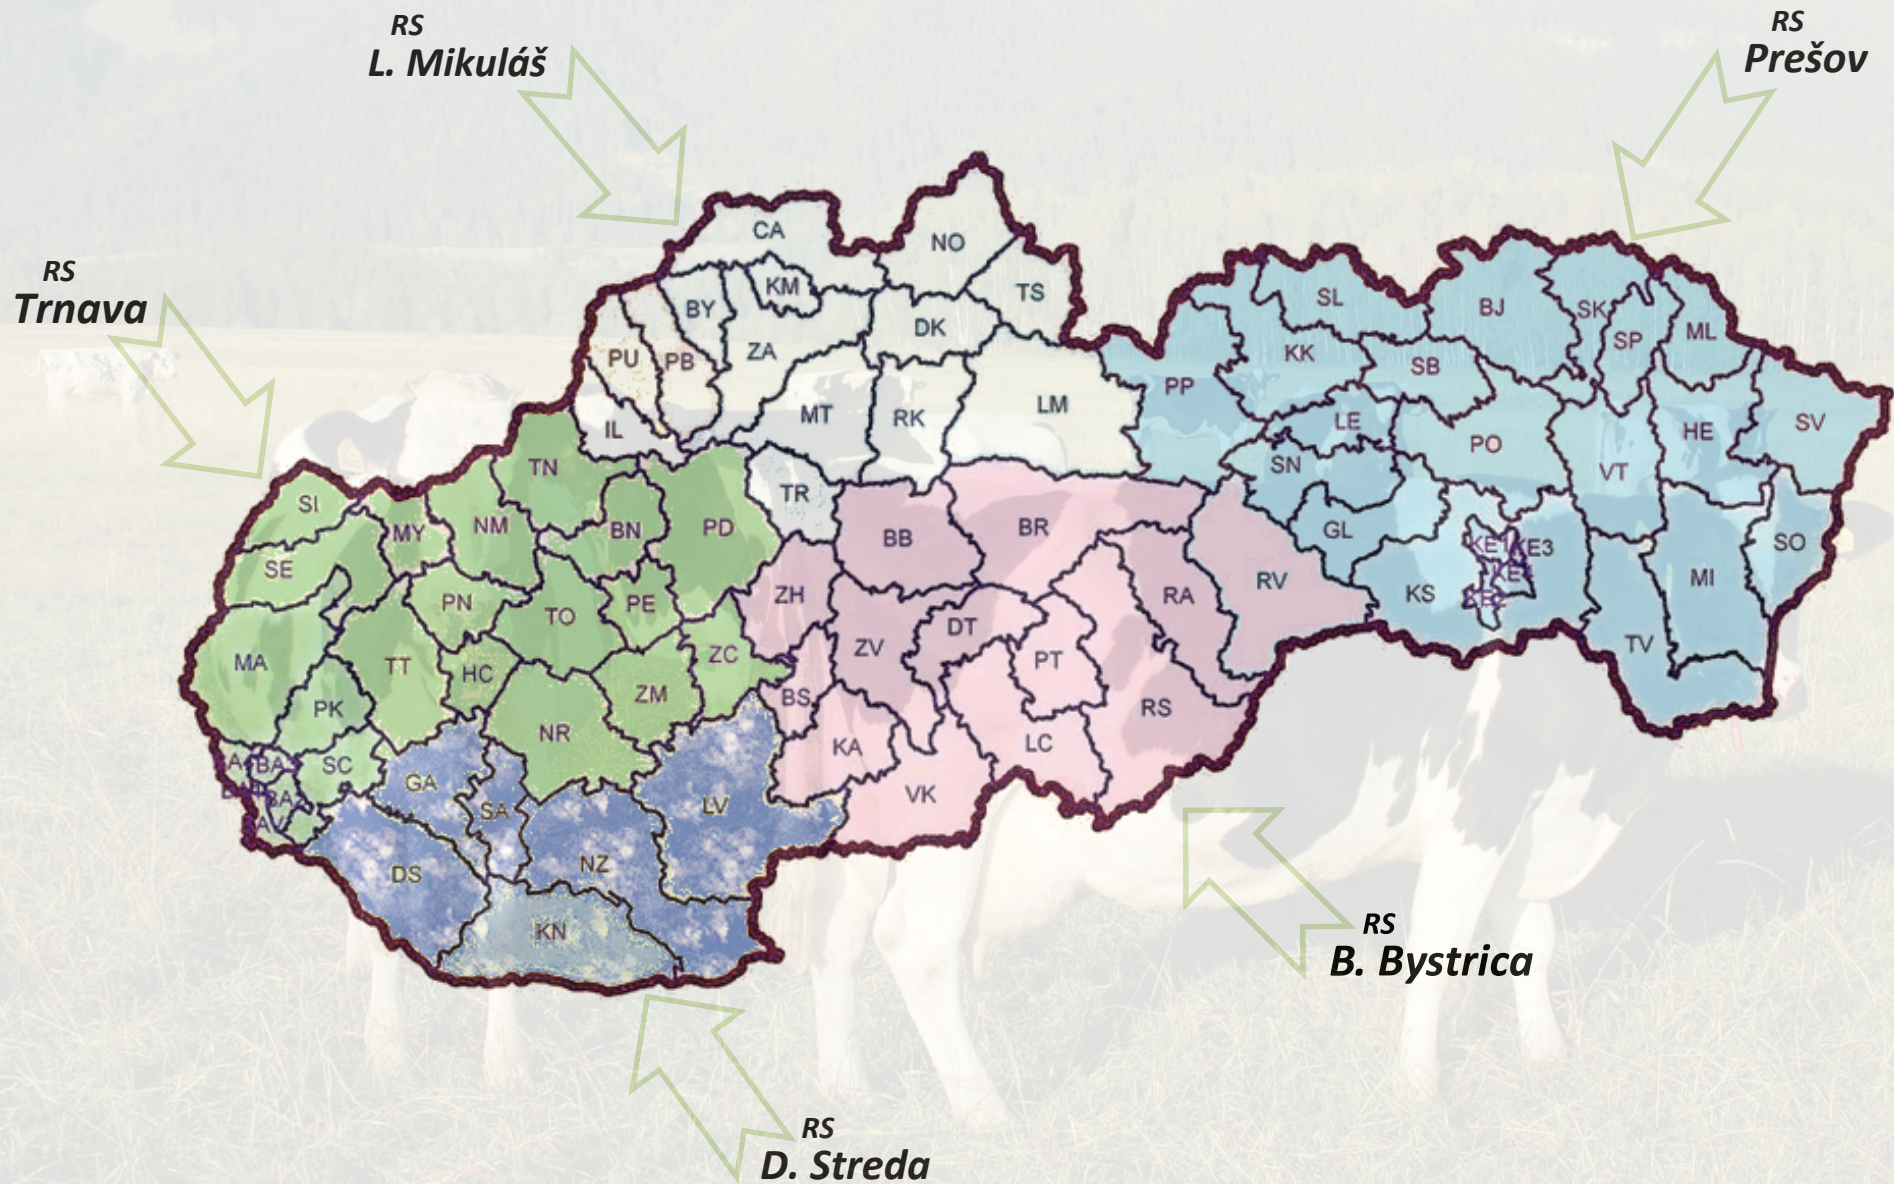 RS
L. Mikuláš
RS
Prešov
RS
Trnava
CA
NO
KM
TS
BY
DK
PU
PB
ZA
MT
RK
LM
IL
TR
SL
BJ
SK
SP
ML
KK
SB
PP
LE
PO
HE
SV
SN
VT
GL
KE1
KE3
SO
KS
MI
TV
TN
SI
MY
NM
BN
PD
SE
PN
TO
PE
MA
TT
HC
ZC
PK
ZM
NR
SC
BA
BB
BR
ZH
RA
RV
DT
ZV
PT
BS
RS
KA
LC
VK
GA
SA
LV
NZ
DS
KN
RS
B. Bystrica
RS
D. Streda